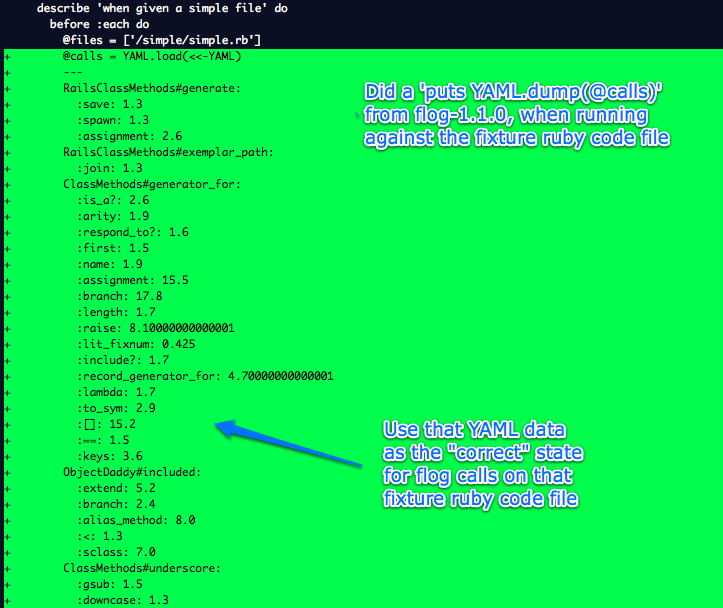 describe 'when given a simple file' do
before :each do
@files = ['/simple/simple.rb']
+ @calls = YAML.load(<<-YAML)
+ ---
+ RailsClassMethods#generate:
+ :save: 1.3
+ :spawn: 1.3
+ :assignment: 2.6
+ RailsClassMethods#exemplar_path:
+ :join: 1.3
+ ClassMethods#generator_for:
+ :is_a?: 2.6
+ :arity: 1.9
+ :respond_to?: 1.6
+ :first: 1.5
+ :name: 1.9
+ :assignment: 15.5
+ :branch: 17.8
+ :length: 1.7
+ :raise: 8.10000000000001
+ :lit_fixnum: 0.425
+ :include?: 1.7
+ :record_generator_for: 4.70000000000001
+ :lambda: 1.7
+ :to_sym: 2.9
+ :[]: 15.2
+ :==: 1.5
+ :keys: 3.6
+ ObjectDaddy#included:
+ :extend: 5.2
+ :branch: 2.4
+ :alias_method: 8.0
+ :<: 1.3
+ :sclass: 7.0
+ ClassMethods#underscore:
+ :gsub: 1.5
+ :downcase: 1.3
Did a 'puts YAML.dump(@calls)'
from flog-1.1.0, when running
against the fixture ruby code file
Use that YAML data
as the "correct" state
for flog calls on that
fixture ruby code file